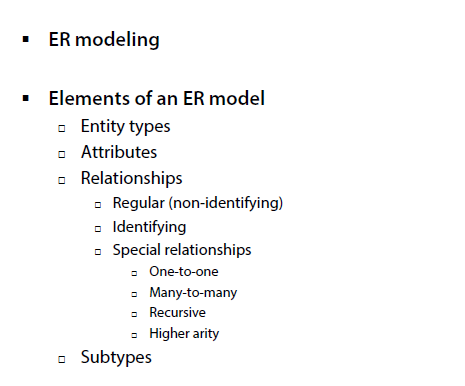 ER modeling
Elements of an ER model
Entity types
Attributes
Relationships
Regular (non-identifying)
Identifying
Special relationships
One-to-one
Many-to-many
Recursive
Higher arity
Subtypes